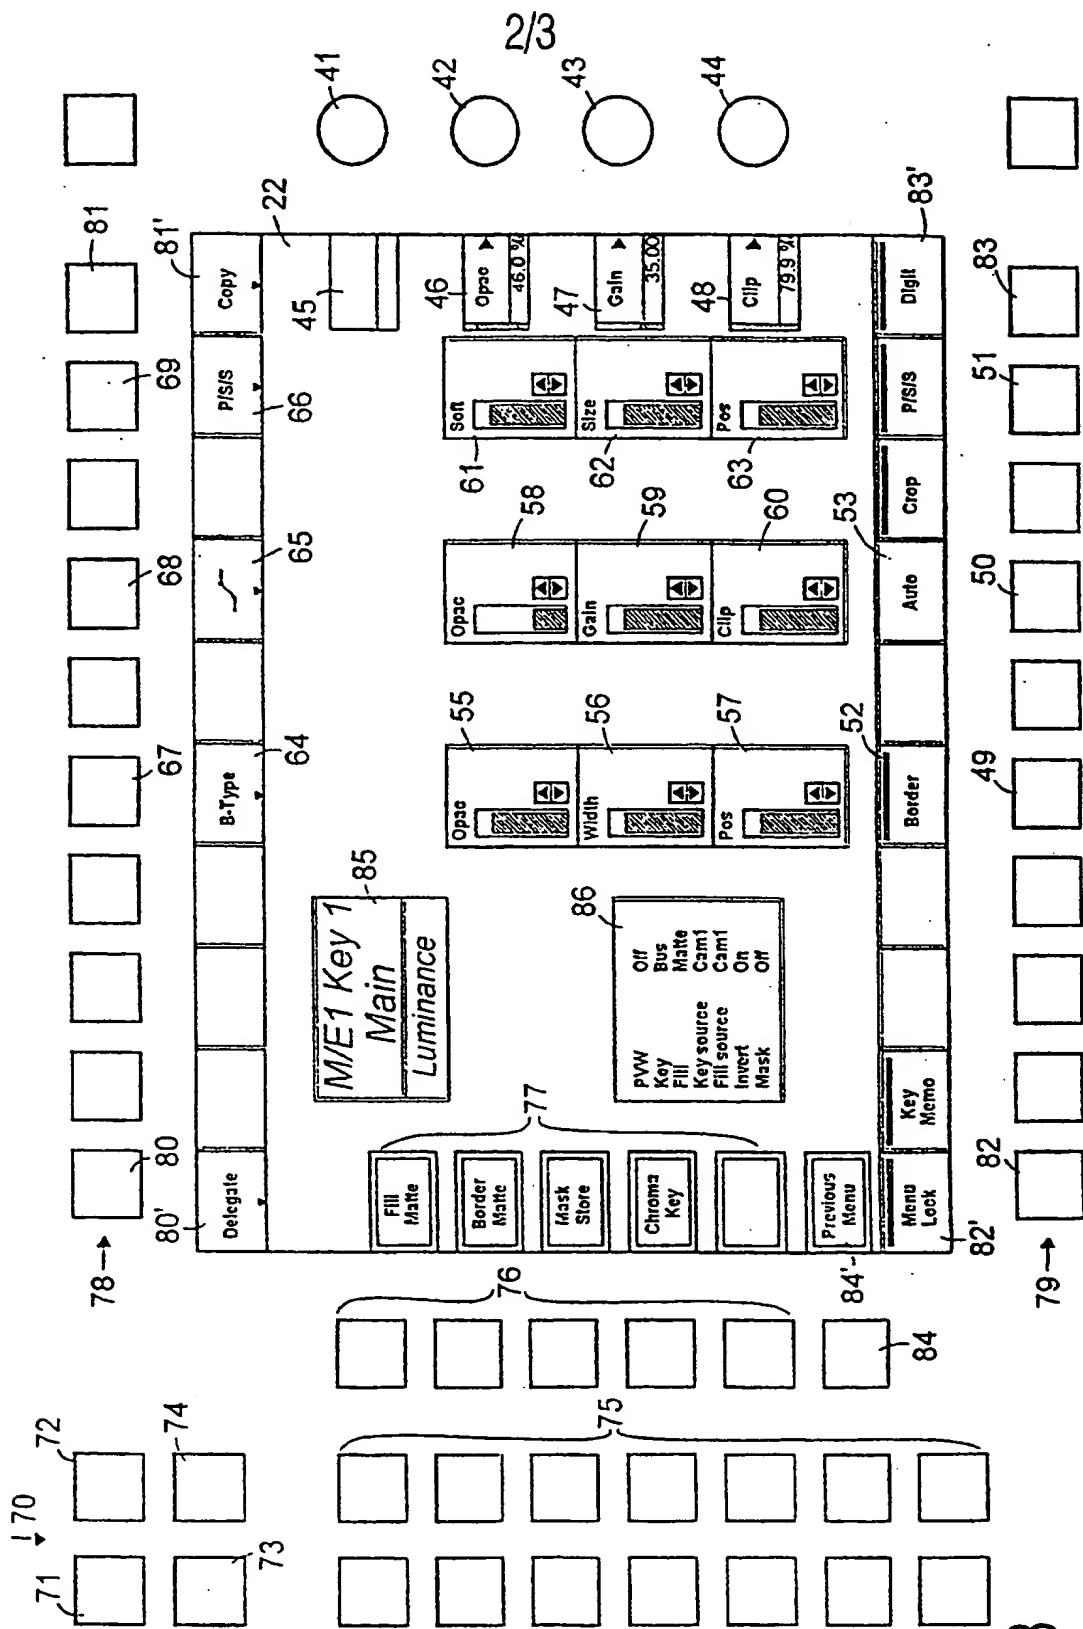 2/3
70
71
72
73
74
75
76
84
78
80
67
68
69
81
80'
Delegate
B-Type
64
65
P/S/S
66
Copy
81'
22
41
42
43
44
M/E1 Key 1
Main
85
Luminance
45
46
Opac
46.0 %
47
Gain
35.00
48
Clip
79.9 %
Fill
Matte
Border
Matte
Mask
Store
Chroma
Key
77
Previous
Menu
84'
PVW Off
Key Bus
Fill Matte
Key source Cam1
Fill source Cam1
Invert On
Mask Off
86
Opac
55
Width
56
Pos
57
Opac
58
Gain
59
Clip
60
Soft
61
Size
62
Pos
63
Menu
Lock
82'
Key
Memo
Border
52
Auto
53
Crop
P/S/S
Digit
83'
79
82
49
50
51
83